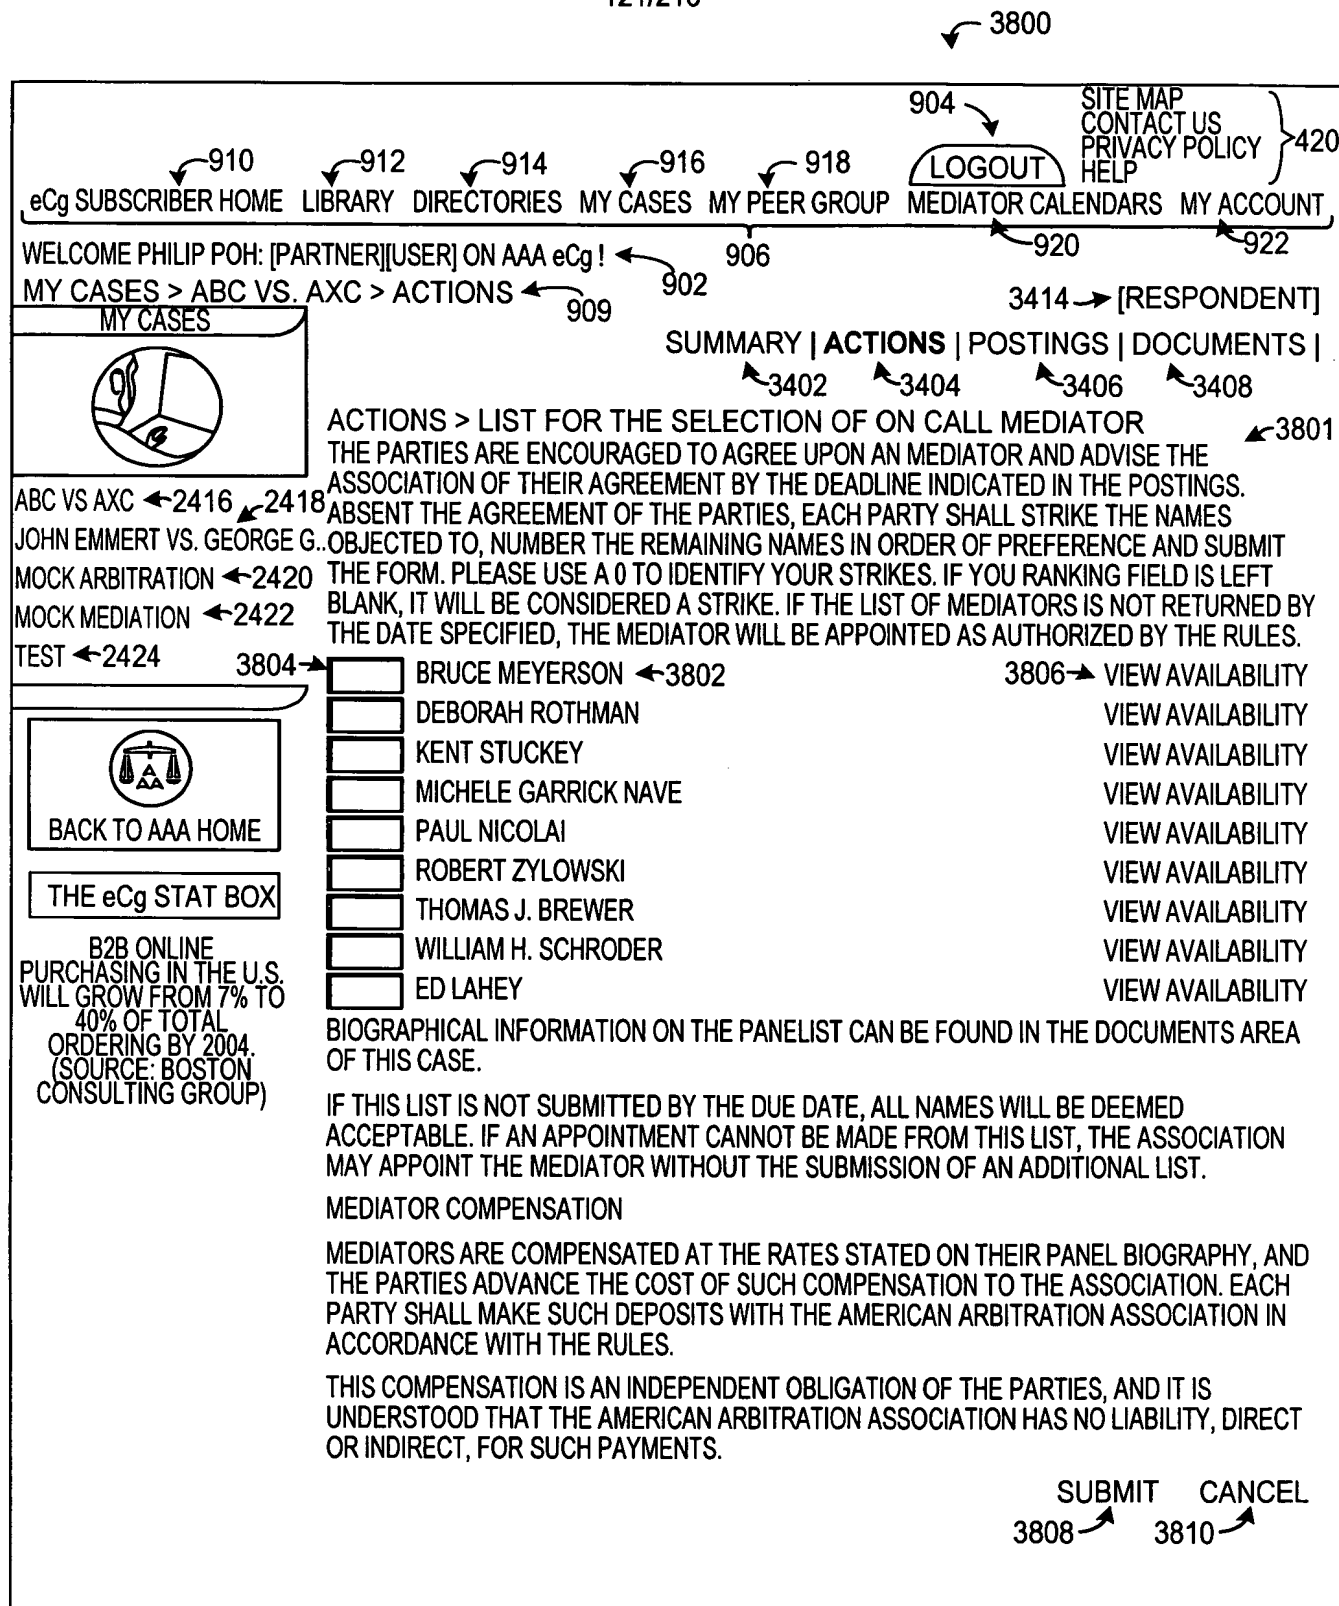 3800
904
SITE MAP
CONTACT US
PRIVACY POLICY
HELP
420
910 912 914 916 918
LOGOUT
eCg SUBSCRIBER HOME LIBRARY DIRECTORIES MY CASES MY PEER GROUP MEDIATOR CALENDARS MY ACCOUNT
906 920 922
WELCOME PHILIP POH: [PARTNER][USER] ON AAA eCg !
902
MY CASES > ABC VS. AXC > ACTIONS
909
3414 [RESPONDENT]
MY CASES
SUMMARY | ACTIONS | POSTINGS | DOCUMENTS |
3402 3404 3406 3408
ACTIONS > LIST FOR THE SELECTION OF ON CALL MEDIATOR
3801
THE PARTIES ARE ENCOURAGED TO AGREE UPON AN MEDIATOR AND ADVISE THE
ASSOCIATION OF THEIR AGREEMENT BY THE DEADLINE INDICATED IN THE POSTINGS.
ABSENT THE AGREEMENT OF THE PARTIES, EACH PARTY SHALL STRIKE THE NAMES
OBJECTED TO, NUMBER THE REMAINING NAMES IN ORDER OF PREFERENCE AND SUBMIT
THE FORM. PLEASE USE A 0 TO IDENTIFY YOUR STRIKES. IF YOU RANKING FIELD IS LEFT
BLANK, IT WILL BE CONSIDERED A STRIKE. IF THE LIST OF MEDIATORS IS NOT RETURNED BY
THE DATE SPECIFIED, THE MEDIATOR WILL BE APPOINTED AS AUTHORIZED BY THE RULES.
ABC VS AXC 2416 2418
JOHN EMMERT VS. GEORGE G..
MOCK ARBITRATION 2420
MOCK MEDIATION 2422
TEST 2424
3804 BRUCE MEYERSON 3802 3806 VIEW AVAILABILITY
DEBORAH ROTHMAN VIEW AVAILABILITY
KENT STUCKEY VIEW AVAILABILITY
MICHELE GARRICK NAVE VIEW AVAILABILITY
PAUL NICOLAI VIEW AVAILABILITY
ROBERT ZYLOWSKI VIEW AVAILABILITY
THOMAS J. BREWER VIEW AVAILABILITY
WILLIAM H. SCHRODER VIEW AVAILABILITY
ED LAHEY VIEW AVAILABILITY
A
AA
BACK TO AAA HOME
THE eCg STAT BOX
B2B ONLINE
PURCHASING IN THE U.S.
WILL GROW FROM 7% TO
40% OF TOTAL
ORDERING BY 2004.
(SOURCE: BOSTON
CONSULTING GROUP)
BIOGRAPHICAL INFORMATION ON THE PANELIST CAN BE FOUND IN THE DOCUMENTS AREA
OF THIS CASE.
IF THIS LIST IS NOT SUBMITTED BY THE DUE DATE, ALL NAMES WILL BE DEEMED
ACCEPTABLE. IF AN APPOINTMENT CANNOT BE MADE FROM THIS LIST, THE ASSOCIATION
MAY APPOINT THE MEDIATOR WITHOUT THE SUBMISSION OF AN ADDITIONAL LIST.
MEDIATOR COMPENSATION
MEDIATORS ARE COMPENSATED AT THE RATES STATED ON THEIR PANEL BIOGRAPHY, AND
THE PARTIES ADVANCE THE COST OF SUCH COMPENSATION TO THE ASSOCIATION. EACH
PARTY SHALL MAKE SUCH DEPOSITS WITH THE AMERICAN ARBITRATION ASSOCIATION IN
ACCORDANCE WITH THE RULES.
THIS COMPENSATION IS AN INDEPENDENT OBLIGATION OF THE PARTIES, AND IT IS
UNDERSTOOD THAT THE AMERICAN ARBITRATION ASSOCIATION HAS NO LIABILITY, DIRECT
OR INDIRECT, FOR SUCH PAYMENTS.
SUBMIT CANCEL
3808 3810